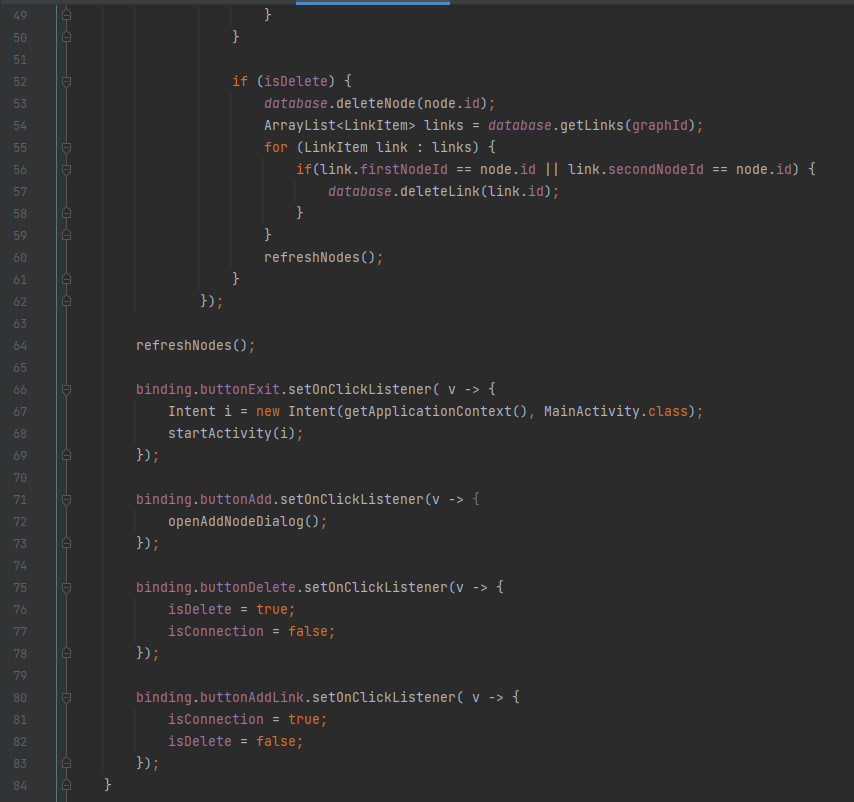 49                             }
50                         }
51
52                         if (isDelete) {
53                             database.deleteNode(node.id);
54                             ArrayList<LinkItem> links = database.getLinks(graphId);
55                             for (LinkItem link : links) {
56                                 if(link.firstNodeId == node.id || link.secondNodeId == node.id) {
57                                     database.deleteLink(link.id);
58                                 }
59                             }
60                             refreshNodes();
61                         }
62                     });
63
64             refreshNodes();
65
66             binding.buttonExit.setOnClickListener( v -> {
67                 Intent i = new Intent(getApplicationContext(), MainActivity.class);
68                 startActivity(i);
69             });
70
71             binding.buttonAdd.setOnClickListener(v -> {
72                 openAddNodeDialog();
73             });
74
75             binding.buttonDelete.setOnClickListener(v -> {
76                 isDelete = true;
77                 isConnection = false;
78             });
79
80             binding.buttonAddLink.setOnClickListener( v -> {
81                 isConnection = true;
82                 isDelete = false;
83             });
84         }